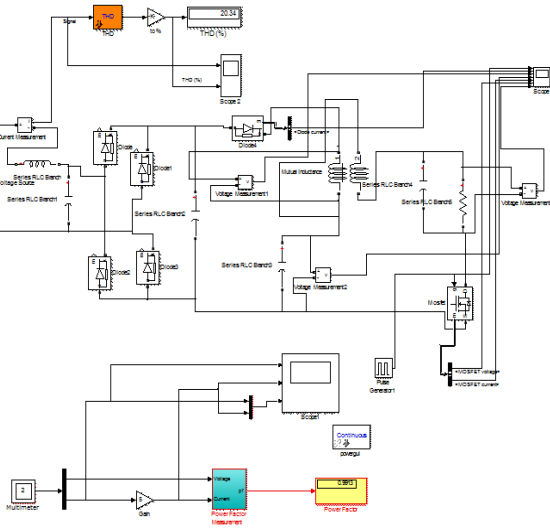 Signal
THD
THD
to %
20.34
THD (%)
THD (%)
Scope 2
Scope
Current Measurement
Diode
Diode1
Diode4
<Diode current>
Series RLC Branch
Voltage Source
Series RLC Branch1
Series RLC Branch2
Voltage Measurement1
Mutual Inductance
Series RLC Branch4
Series RLC Branch5
Voltage Measurement
Diode2
Diode3
Series RLC Branch3
Voltage Measurement2
Mosfet
Pulse
Generator1
<MOSFET voltage>
<MOSFET current>
Scope1
Continuous
powergui
2
Multimeter
Gain
Voltage
Current
pf
Power Factor
Measurement
0.9913
Power Factor